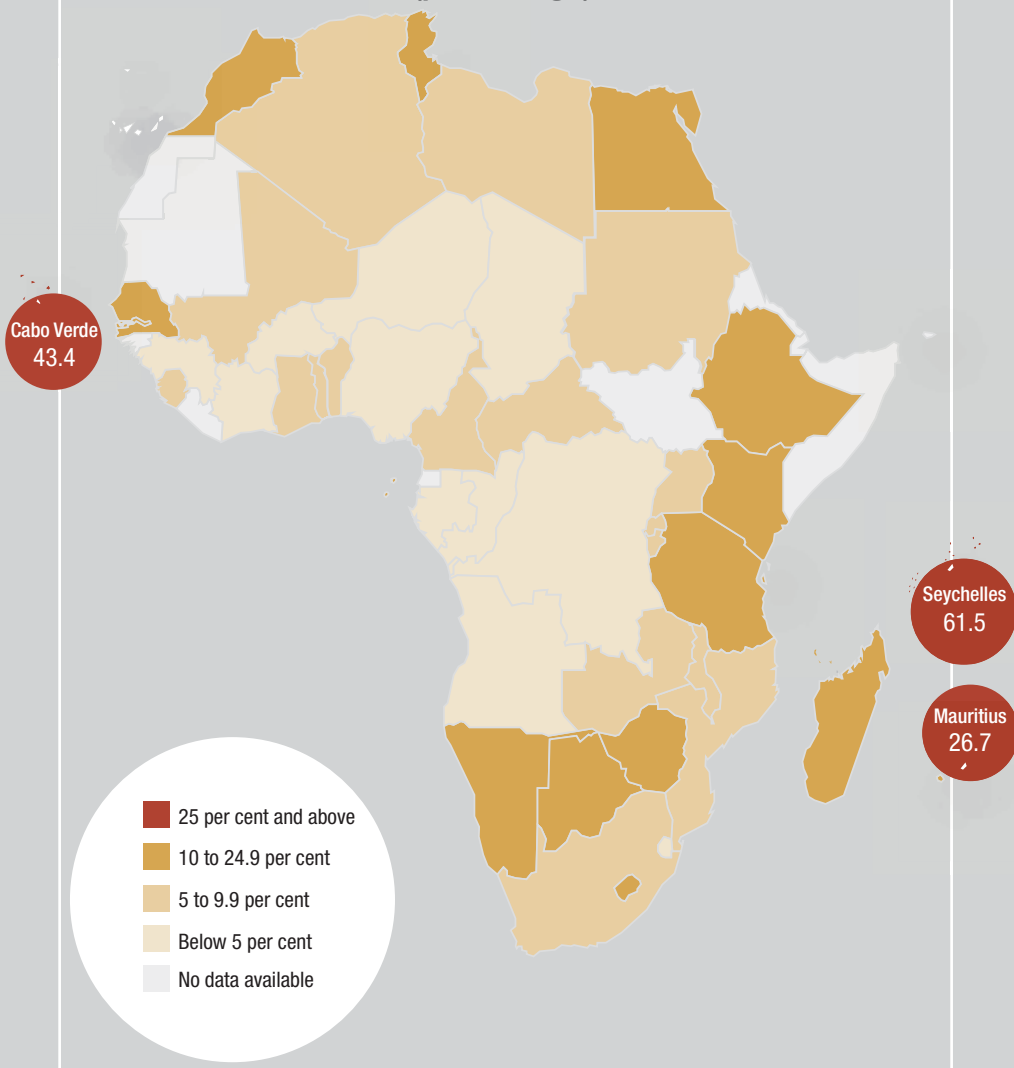 Cabo Verde
43.4
Seychelles
61.5
Mauritius
26.7
25 per cent and above
10 to 24.9 per cent
5 to 9.9 per cent
Below 5 per cent
No data available